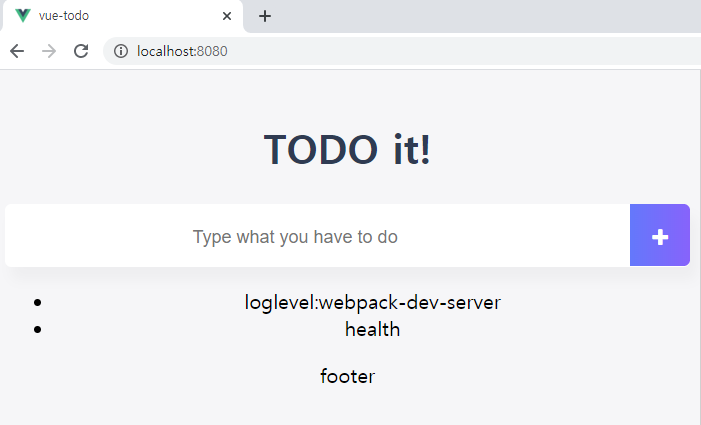 vue-todo
localhost:8080
TODO it!
Type what you have to do
loglevel:webpack-dev-server
health
footer